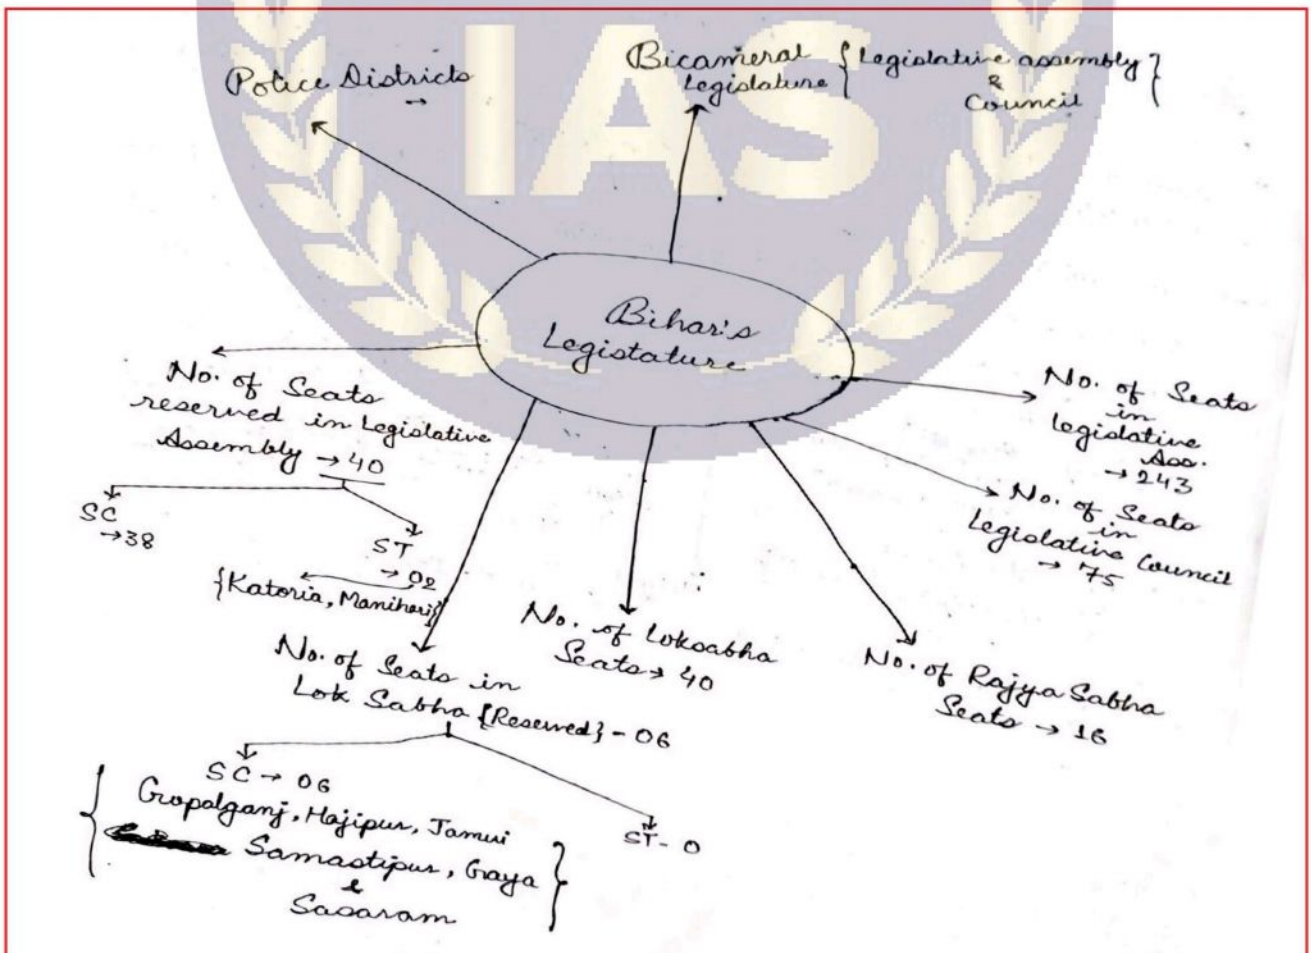 IAS
Police Districts
→
Bicameral
Legislature
{Legislative assembly
&
Council}
Bihar's
Legistature
No. of Seats
reserved in Legislative
Assembly → 40
SC
→ 38
ST
→ 02
{Katoria, Manihari}
No. of Seats in
Lok Sabha {Reserved} - 06
SC → 06
{Gopalganj, Hajipur, Jamui
Samastipur, Gaya
&
Sasaram}
ST - 0
No. of Loksabha
Seats → 40
No. of Rajya Sabha
Seats → 16
No. of Seats
in
Legislative Council
→ 75
No. of Seats
in
legislative
Ass.
→ 243